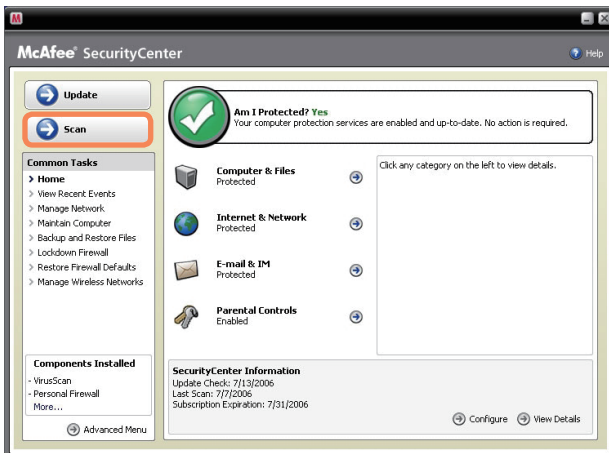 McAfee® SecurityCenter
Help
Update
Scan
Common Tasks
Home
View Recent Events
Manage Network
Maintain Computer
Backup and Restore Files
Lockdown Firewall
Restore Firewall Defaults
Manage Wireless Networks
Components Installed
- VirusScan
- Personal Firewall
More...
Advanced Menu
Am I Protected? Yes
Your computer protection services are enabled and up-to-date. No action is required.
Computer & Files
Protected
Internet & Network
Protected
E-mail & IM
Protected
Parental Controls
Enabled
Click any category on the left to view details.
SecurityCenter Information
Update Check: 7/13/2006
Last Scan: 7/7/2006
Subscription Expiration: 7/31/2006
Configure
View Details